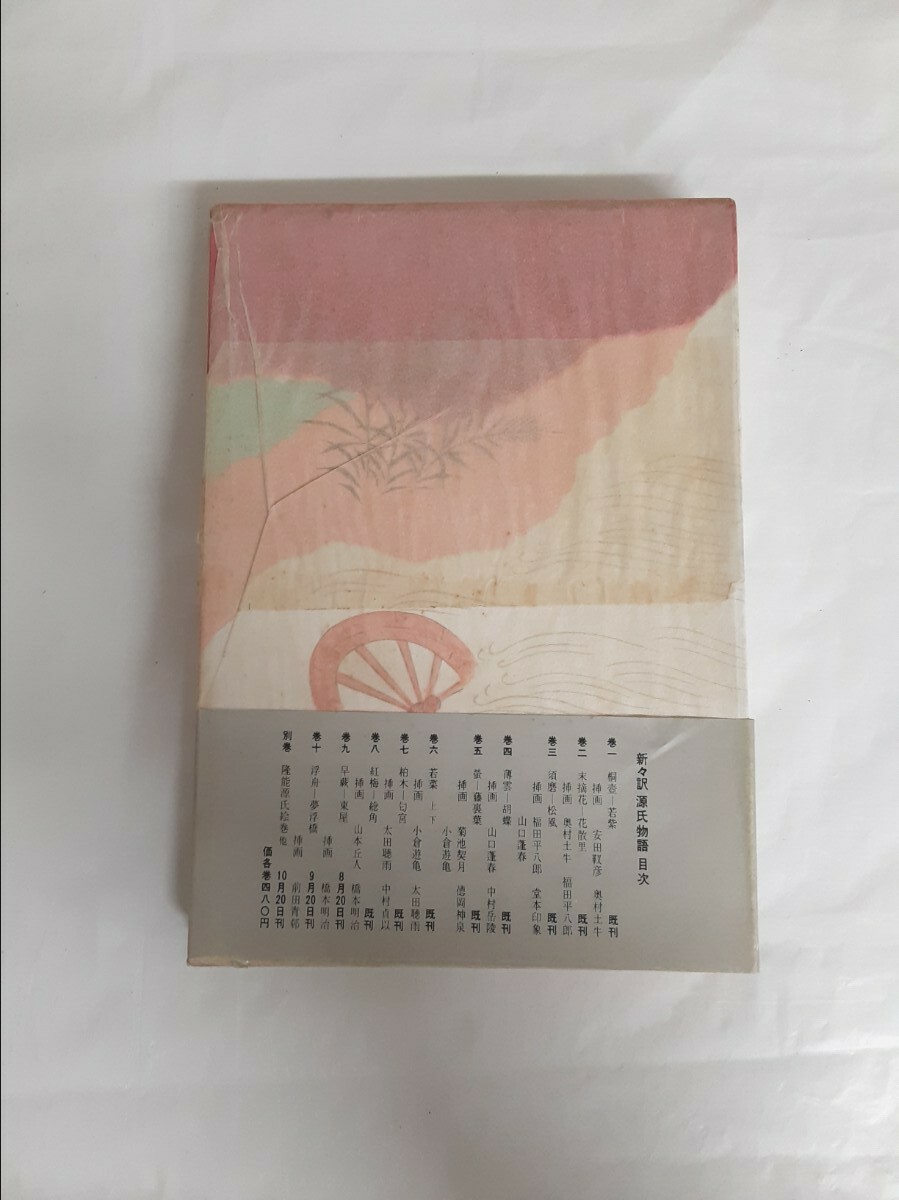 新々訳 源氏物語 目次
巻一 桐壺―若紫 既刊
挿画 安田靫彦 奥村土牛
巻二 末摘花 花散里 既刊
挿画 奥村土牛 福田平八郎
巻三 須磨―松風 既刊
挿画 福田平八郎 堂本印象
山口蓬春
巻四 薄雲―胡蝶 既刊
挿画 山口蓬春 中村岳陵
巻五 螢―藤裏葉 既刊
挿画 菊池契月 徳岡神泉
小倉遊亀
巻六 若菜 上 下 既刊
挿画 小倉遊亀 太田聴雨
巻七 柏木―匂宮 既刊
挿画 太田聴雨 中村貞以
巻八 紅梅―総角 既刊
挿画 山本丘人 橋本明治
巻九 早蕨―東屋 8月20日刊
挿画 橋本明治
巻十 浮舟―夢浮橋 9月20日刊
挿画 前田青邨
別巻 隆能源氏絵巻他 10月20日刊
価各巻四八〇円